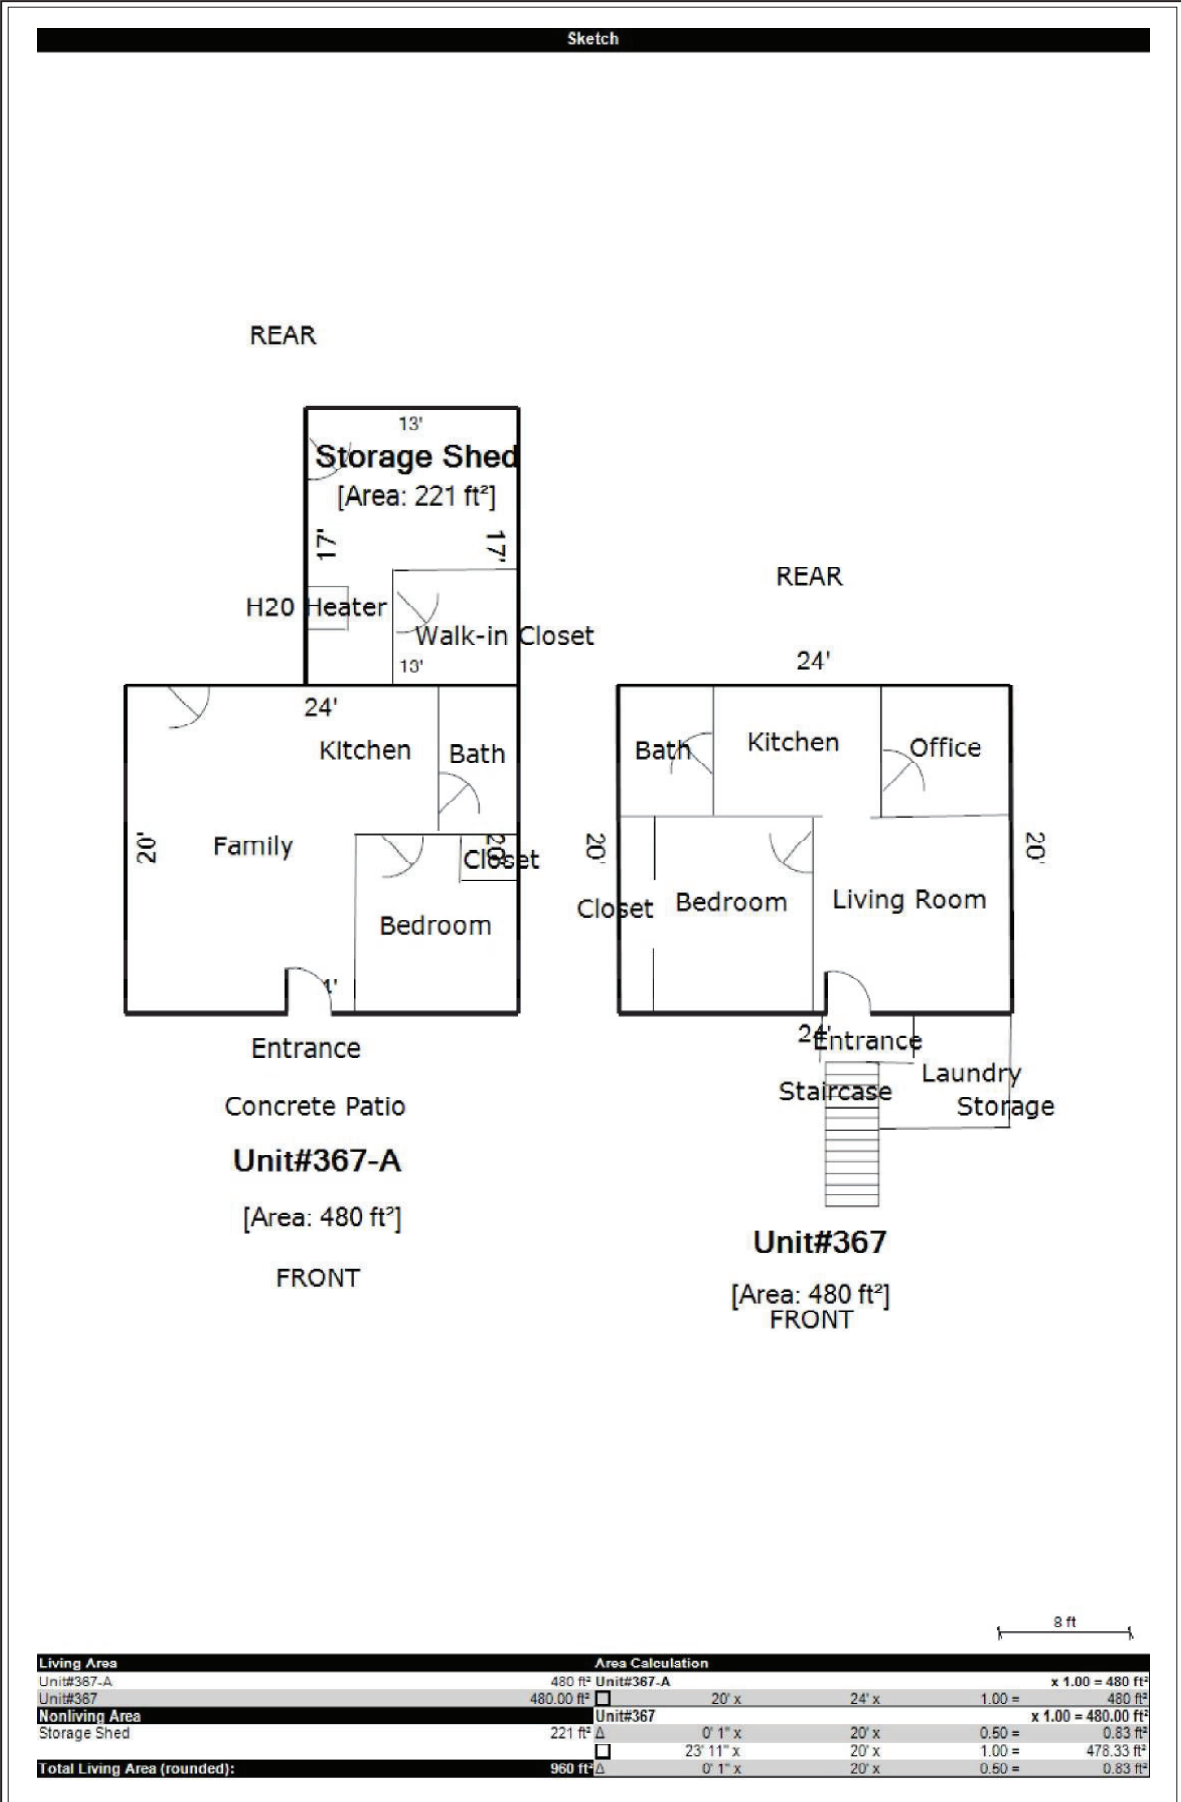 Sketch
REAR
13'
Storage Shed
[Area: 221 ft²]
17'
17'
H20 Heater
Walk-in Closet
13'
24'
Kitchen
Bath
20'
Family
20'
Closet
Bedroom
Entrance
Concrete Patio
Unit#367-A
[Area: 480 ft²]
FRONT
REAR
24'
Bath
Kitchen
Office
20'
20'
Closet
Bedroom
Living Room
24'
Entrance
Laundry
Staircase
Storage
Unit#367
[Area: 480 ft²]
FRONT
8 ft
Living Area
Unit#367-A 480 ft²
Unit#367 480.00 ft²
Nonliving Area
Storage Shed 221 ft²
Total Living Area (rounded): 960 ft²
Area Calculation
Unit#367-A x 1.00 = 480 ft²
20' x 24' x 1.00 = 480 ft²
Unit#367 x 1.00 = 480.00 ft²
Δ 0' 1" x 20' x 0.50 = 0.83 ft²
23' 11" x 20' x 1.00 = 478.33 ft²
Δ 0' 1" x 20' x 0.50 = 0.83 ft²